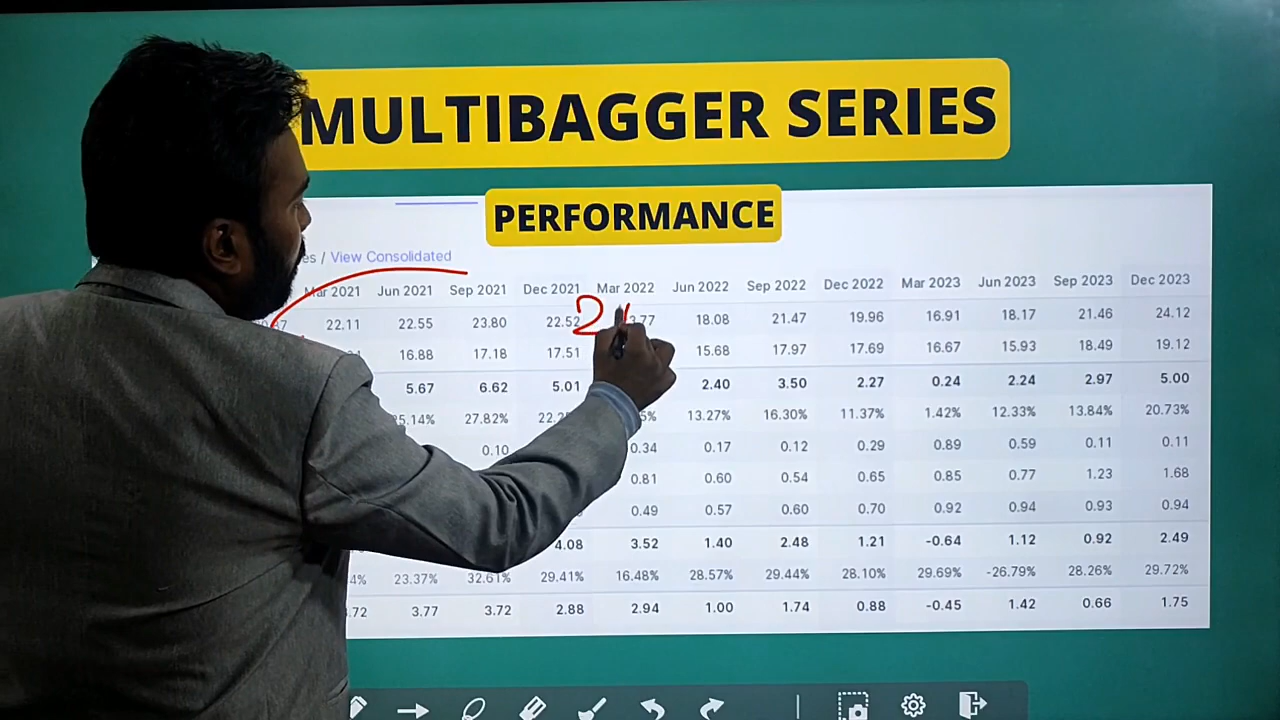 MULTIBAGGER SERIES
PERFORMANCE
/ View Consolidated
Mar 2021 Jun 2021 Sep 2021 Dec 2021 Mar 2022 Jun 2022 Sep 2022 Dec 2022 Mar 2023 Jun 2023 Sep 2023 Dec 2023
22.11 22.55 23.80 22.52 18.08 21.47 19.96 16.91 18.17 21.46 24.12
16.88 17.18 17.51 15.68 17.97 17.69 16.67 15.93 18.49 19.12
5.67 6.62 5.01 2.40 3.50 2.27 0.24 2.24 2.97 5.00
27.82% 13.27% 16.30% 11.37% 1.42% 12.33% 13.84% 20.73%
0.10 0.34 0.17 0.12 0.29 0.89 0.59 0.11 0.11
0.81 0.60 0.54 0.65 0.85 0.77 1.23 1.68
0.49 0.57 0.60 0.70 0.92 0.94 0.93 0.94
4.08 3.52 1.40 2.48 1.21 -0.64 1.12 0.92 2.49
23.37% 32.61% 29.41% 16.48% 28.57% 29.44% 28.10% 29.69% -26.79% 28.26% 29.72%
3.77 3.72 2.88 2.94 1.00 1.74 0.88 -0.45 1.42 0.66 1.75